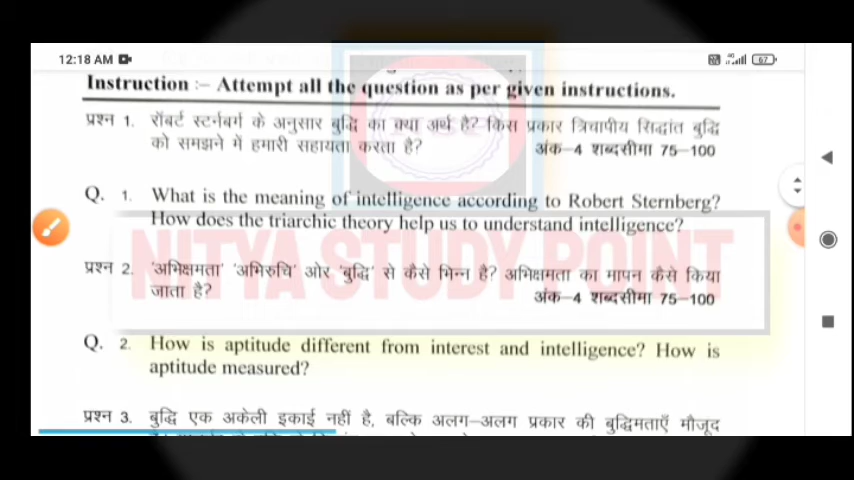 12:18 AM
67
Instruction :– Attempt all the question as per given instructions.
प्रश्न 1. रॉबर्ट स्टर्नबर्ग के अनुसार बुद्धि का क्या अर्थ है? किस प्रकार त्रिचापीय सिद्धांत बुद्धि
को समझने में हमारी सहायता करता है? अंक–4 शब्दसीमा 75–100
Q. 1. What is the meaning of intelligence according to Robert Sternberg?
How does the triarchic theory help us to understand intelligence?
NITYA STUDY POINT
प्रश्न 2. 'अभिक्षमता' 'अभिरुचि' ओर 'बुद्धि' से कैसे भिन्न है? अभिक्षमता का मापन कैसे किया
जाता है? अंक–4 शब्दसीमा 75–100
Q. 2. How is aptitude different from interest and intelligence? How is
aptitude measured?
प्रश्न 3. बुद्धि एक अकेली इकाई नहीं है, बल्कि अलग–अलग प्रकार की बुद्धिमताएँ मौजूद